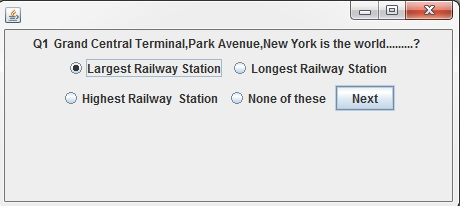 Q1 Grand Central Terminal,Park Avenue,New York is the world.........?
Largest Railway Station Longest Railway Station
Highest Railway  Station None of these Next